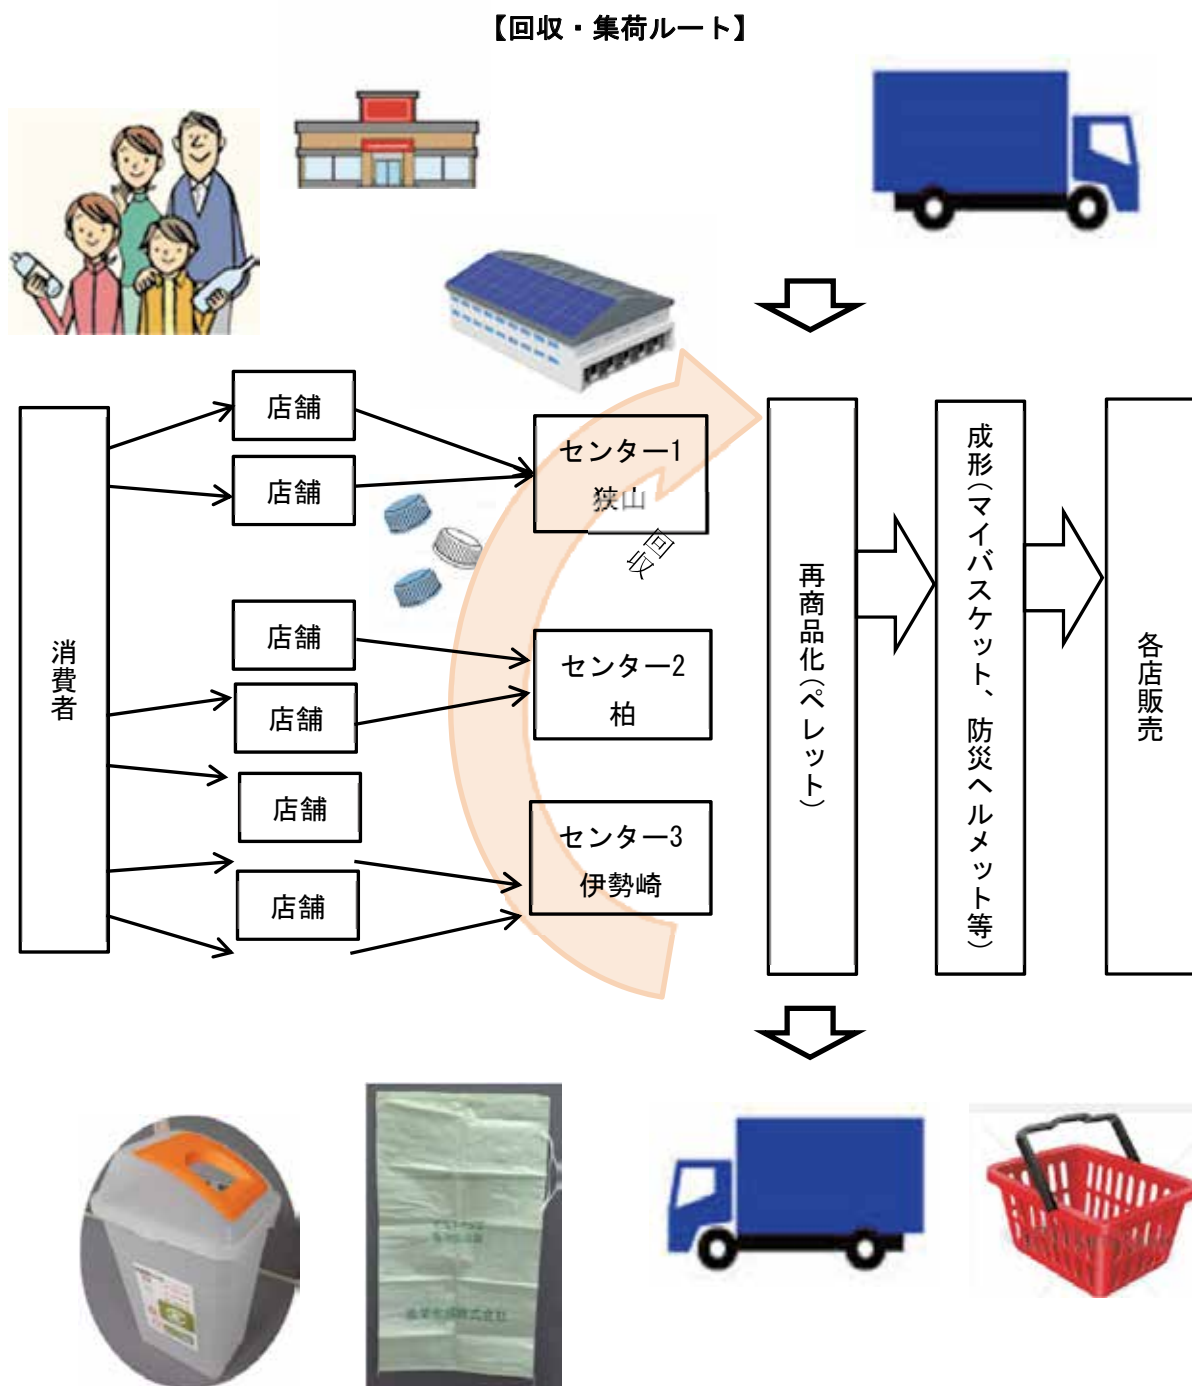 【回収・集荷ルート】
店舗
店舗
店舗
店舗
店舗
店舗
消費者
センター1
狭山
センター2
柏
センター3
伊勢崎
回収
再商品化(ペレット)
成形(マイバスケット、防災ヘルメット等)
各店販売